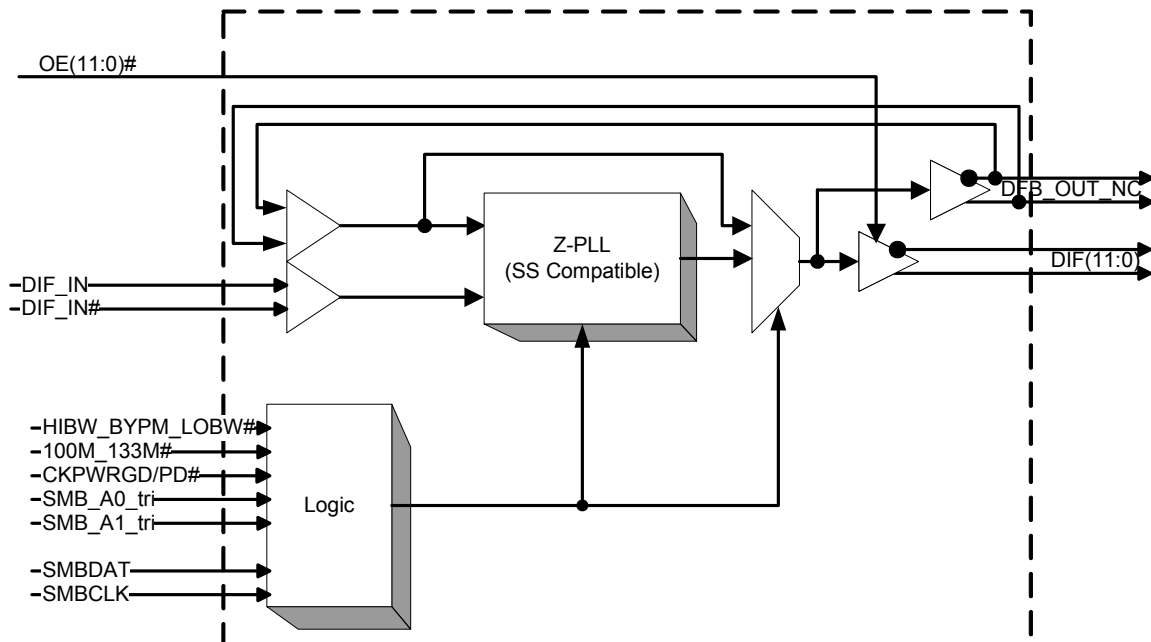 OE(11:0)#
DFB_OUT_NC
Z-PLL
(SS Compatible)
DIF(11:0)
DIF_IN
DIF_IN#
HIBW_BYPM_LOBW#
100M_133M#
CKPWRGD/PD#
SMB_A0_tri
SMB_A1_tri
Logic
SMBDAT
SMBCLK